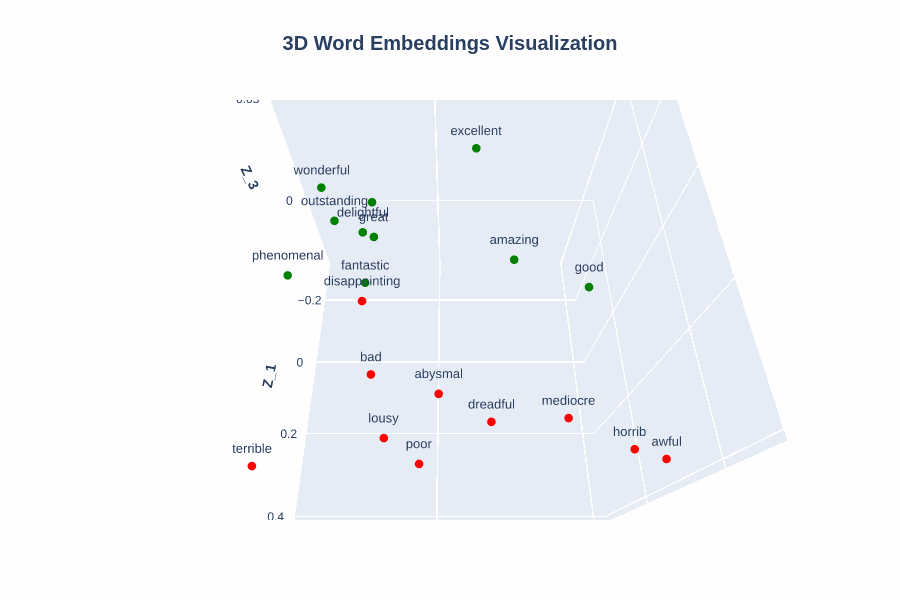 3D Word Embeddings Visualization
0.05
excellent
wonderful
Z_3
0
outstanding
delightful
great
amazing
phenomenal
fantastic
good
disappointing
−0.2
bad
0
abysmal
Z_1
dreadful
mediocre
lousy
0.2
horrib
poor
awful
terrible
0.4